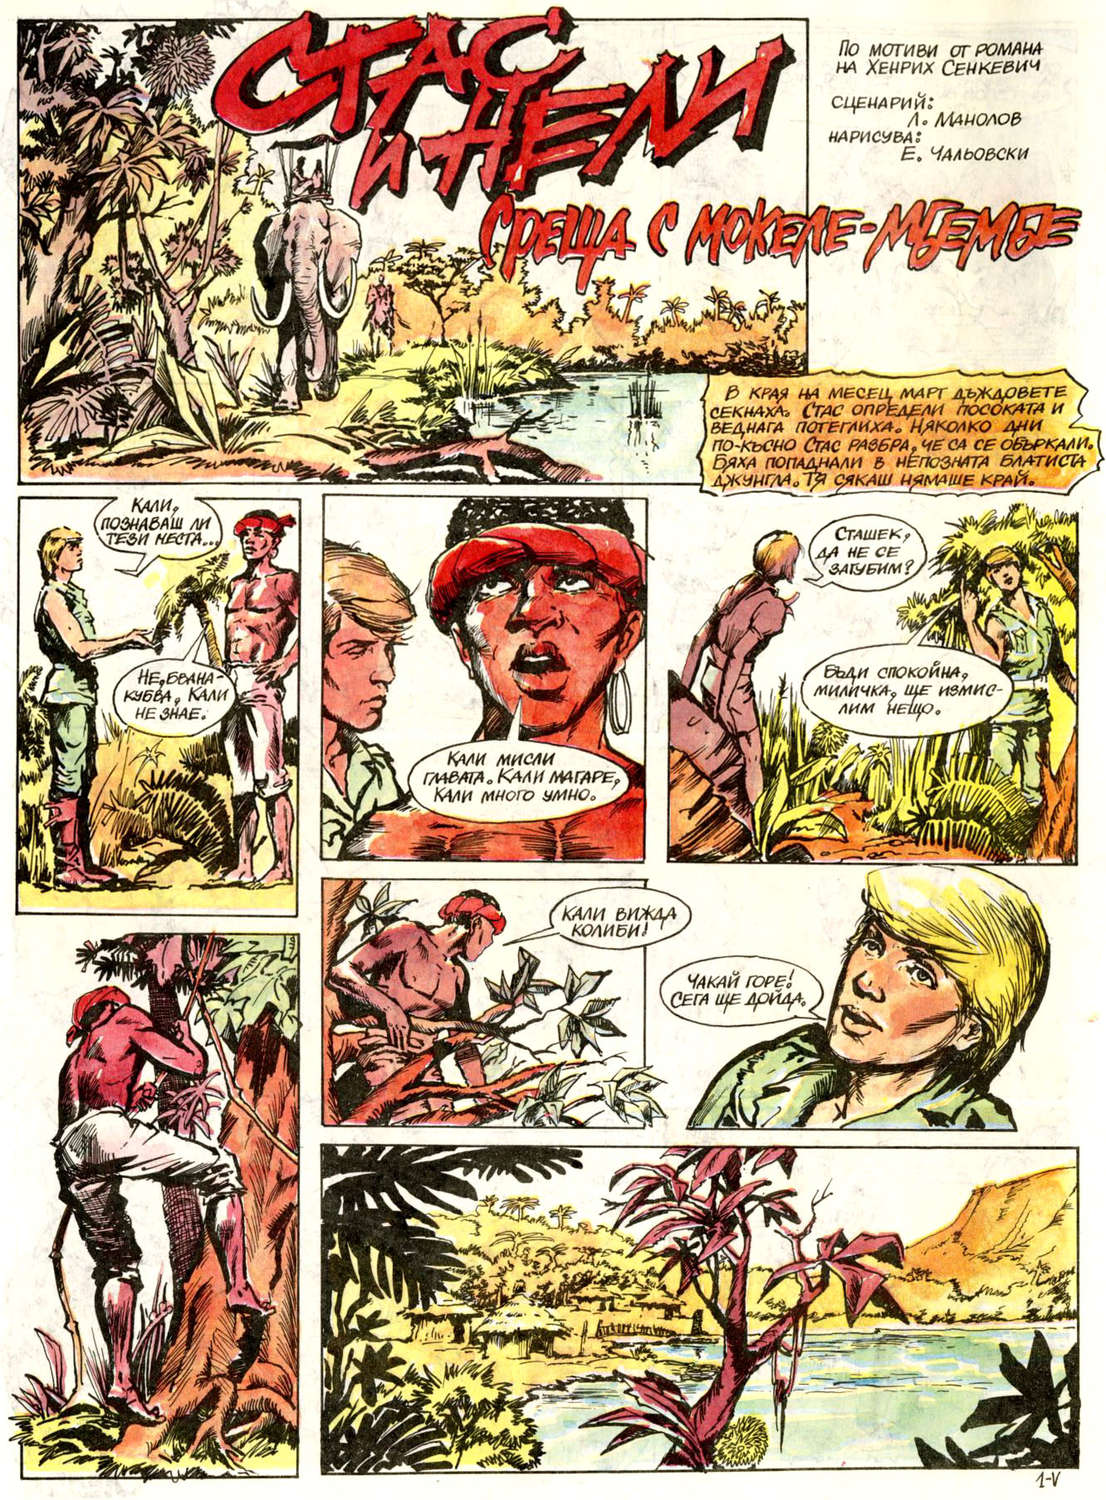 СТАС
И НЕЛИ
СРЕЩА С МОКЕЛЕ-МБЕМБЕ
ПО МОТИВИ ОТ РОМАНА
НА ХЕНРИХ СЕНКЕВИЧ
СЦЕНАРИЙ:
Л. МАНОЛОВ
НАРИСУВА:
Е. ЧАЛЬОВСКИ
В КРАЯ НА МЕСЕЦ МАРТ ДЪЖДОВЕТЕ
СЕКНАХА. СТАС ОПРЕДЕЛИ ПОСОКАТА И
ВЕДНАГА ПОТЕГЛИХА. НЯКОЛКО ДНИ
ПО-КЪСНО СТАС РАЗБРА, ЧЕ СА СЕ ОБЪРКАЛИ.
БЯХА ПОПАДНАЛИ В НЕПОЗНАТА БЛАТИСТА
ДЖУНГЛА. ТЯ СЯКАШ НЯМАШЕ КРАЙ.
КАЛИ,
ПОЗНАВАШ ЛИ
ТЕЗИ МЕСТА...
НЕ, БВАНА-
КУБВА, КАЛИ
НЕ ЗНАЕ.
КАЛИ МИСЛИ
ГЛАВАТА. КАЛИ МАГАРЕ,
КАЛИ МНОГО УМНО.
СТАШЕК,
ДА НЕ СЕ
ЗАГУБИМ?
БЪДИ СПОКОЙНА,
МИЛИЧКА, ЩЕ ИЗМИС-
ЛИМ НЕЩО.
КАЛИ ВИЖДА
КОЛИБИ!
ЧАКАЙ ГОРЕ!
СЕГА ЩЕ ДОЙДА.
1-V